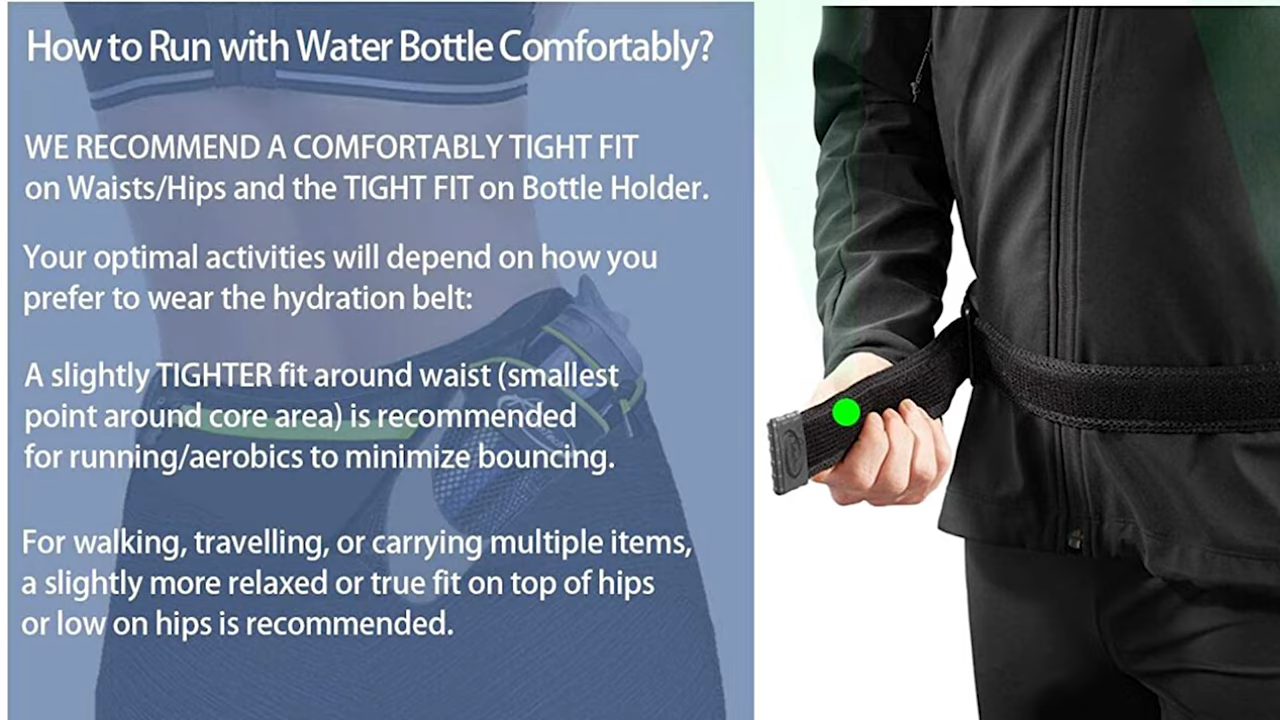 How to Run with Water Bottle Comfortably?
WE RECOMMEND A COMFORTABLY TIGHT FIT
on Waists/Hips and the TIGHT FIT on Bottle Holder.
Your optimal activities will depend on how you
prefer to wear the hydration belt:
A slightly TIGHTER fit around waist (smallest
point around core area) is recommended
for running/aerobics to minimize bouncing.
For walking, travelling, or carrying multiple items,
a slightly more relaxed or true fit on top of hips
or low on hips is recommended.